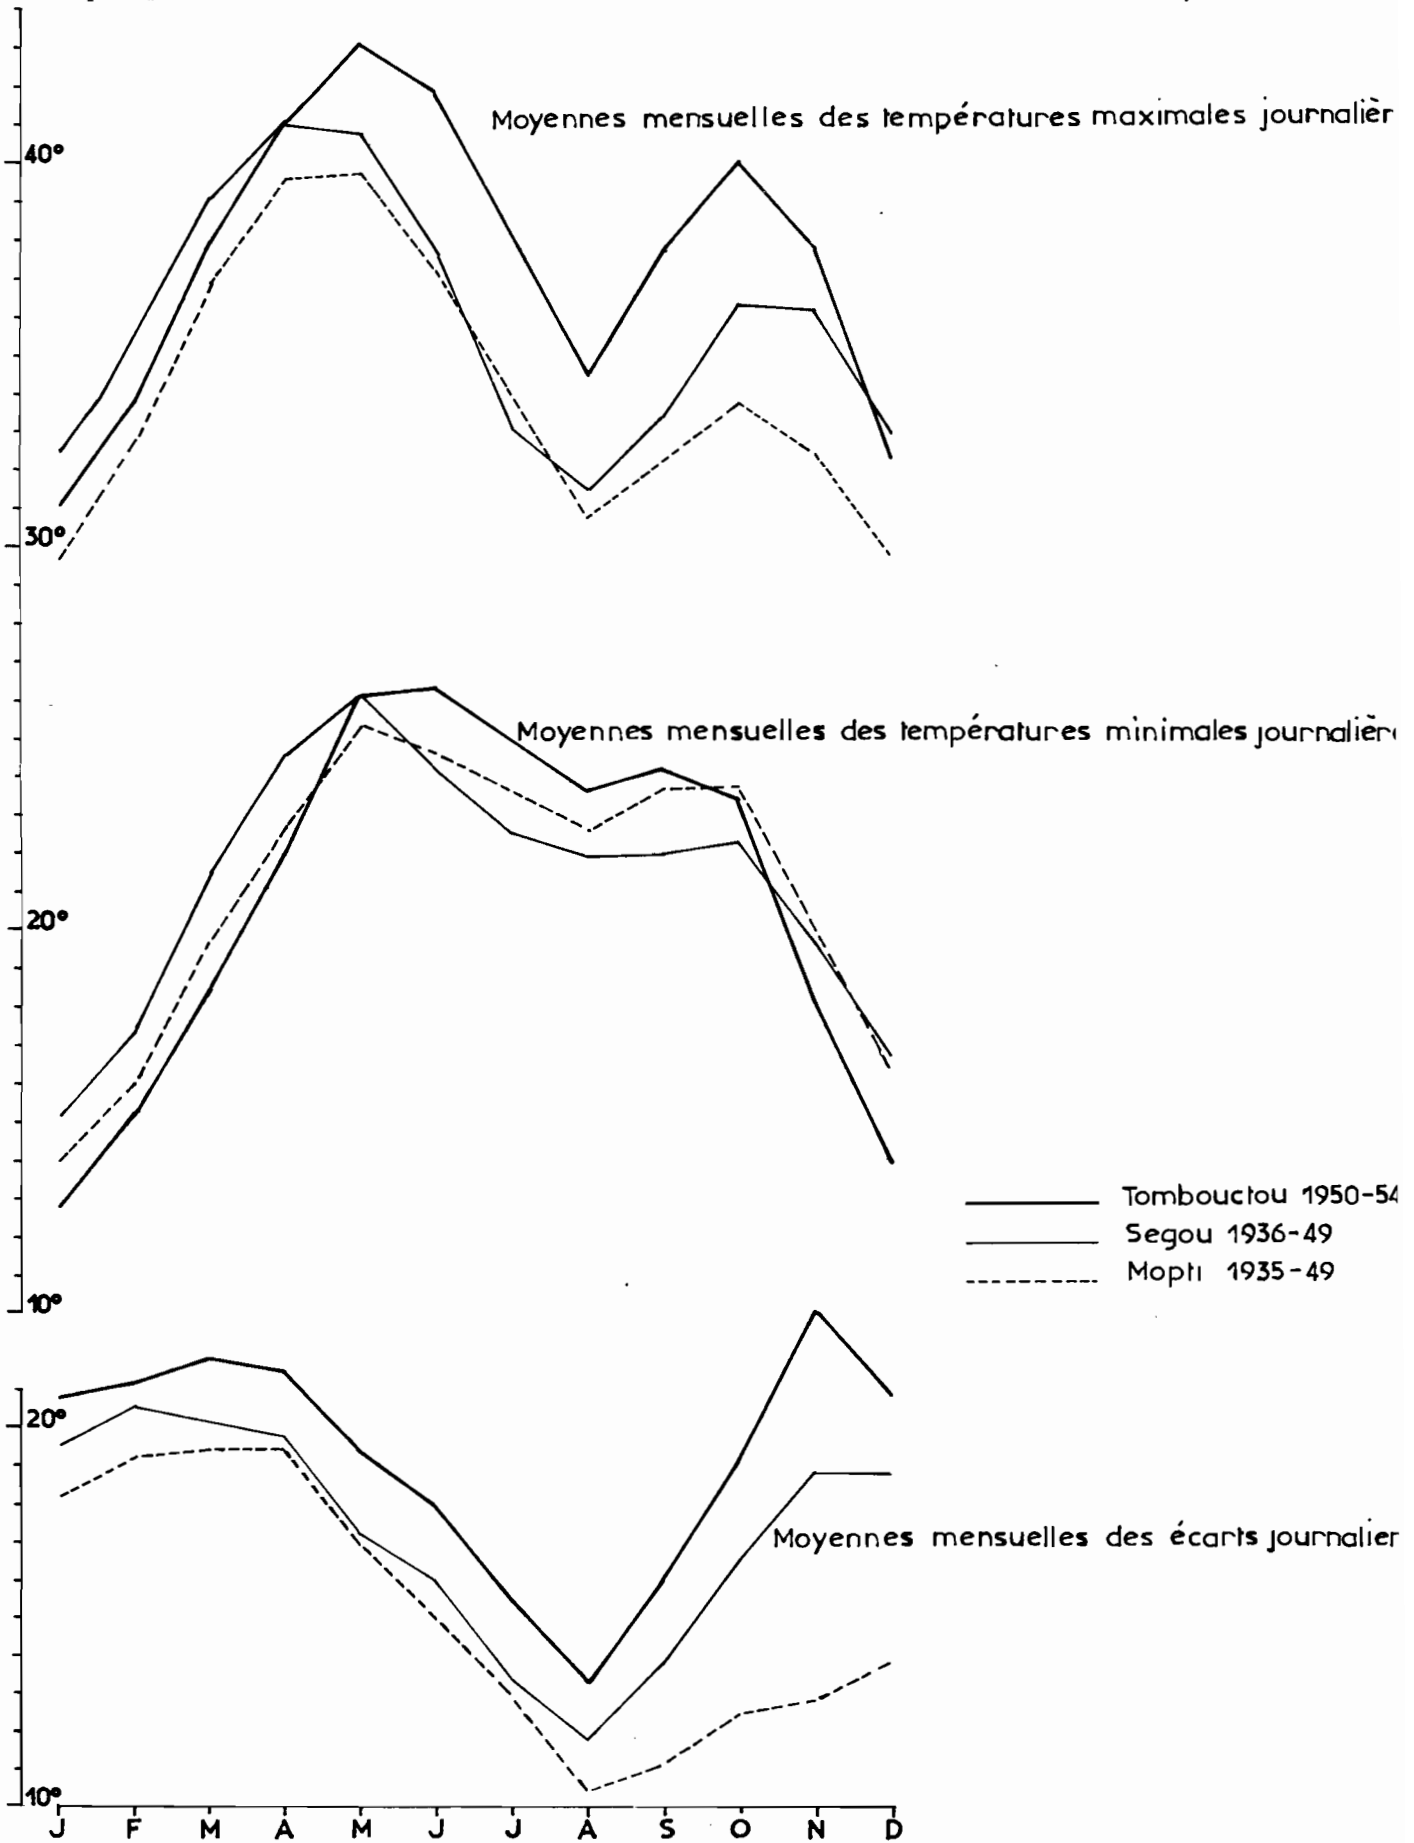 Moyennes mensuelles des températures maximales journalièr
40°
30°
Moyennes mensuelles des températures minimales journalièr
20°
Tombouctou 1950-54
Segou 1936-49
Mopti 1935-49
10°
20°
Moyennes mensuelles des écarts journalier
10°
J F M A M J J A S O N D